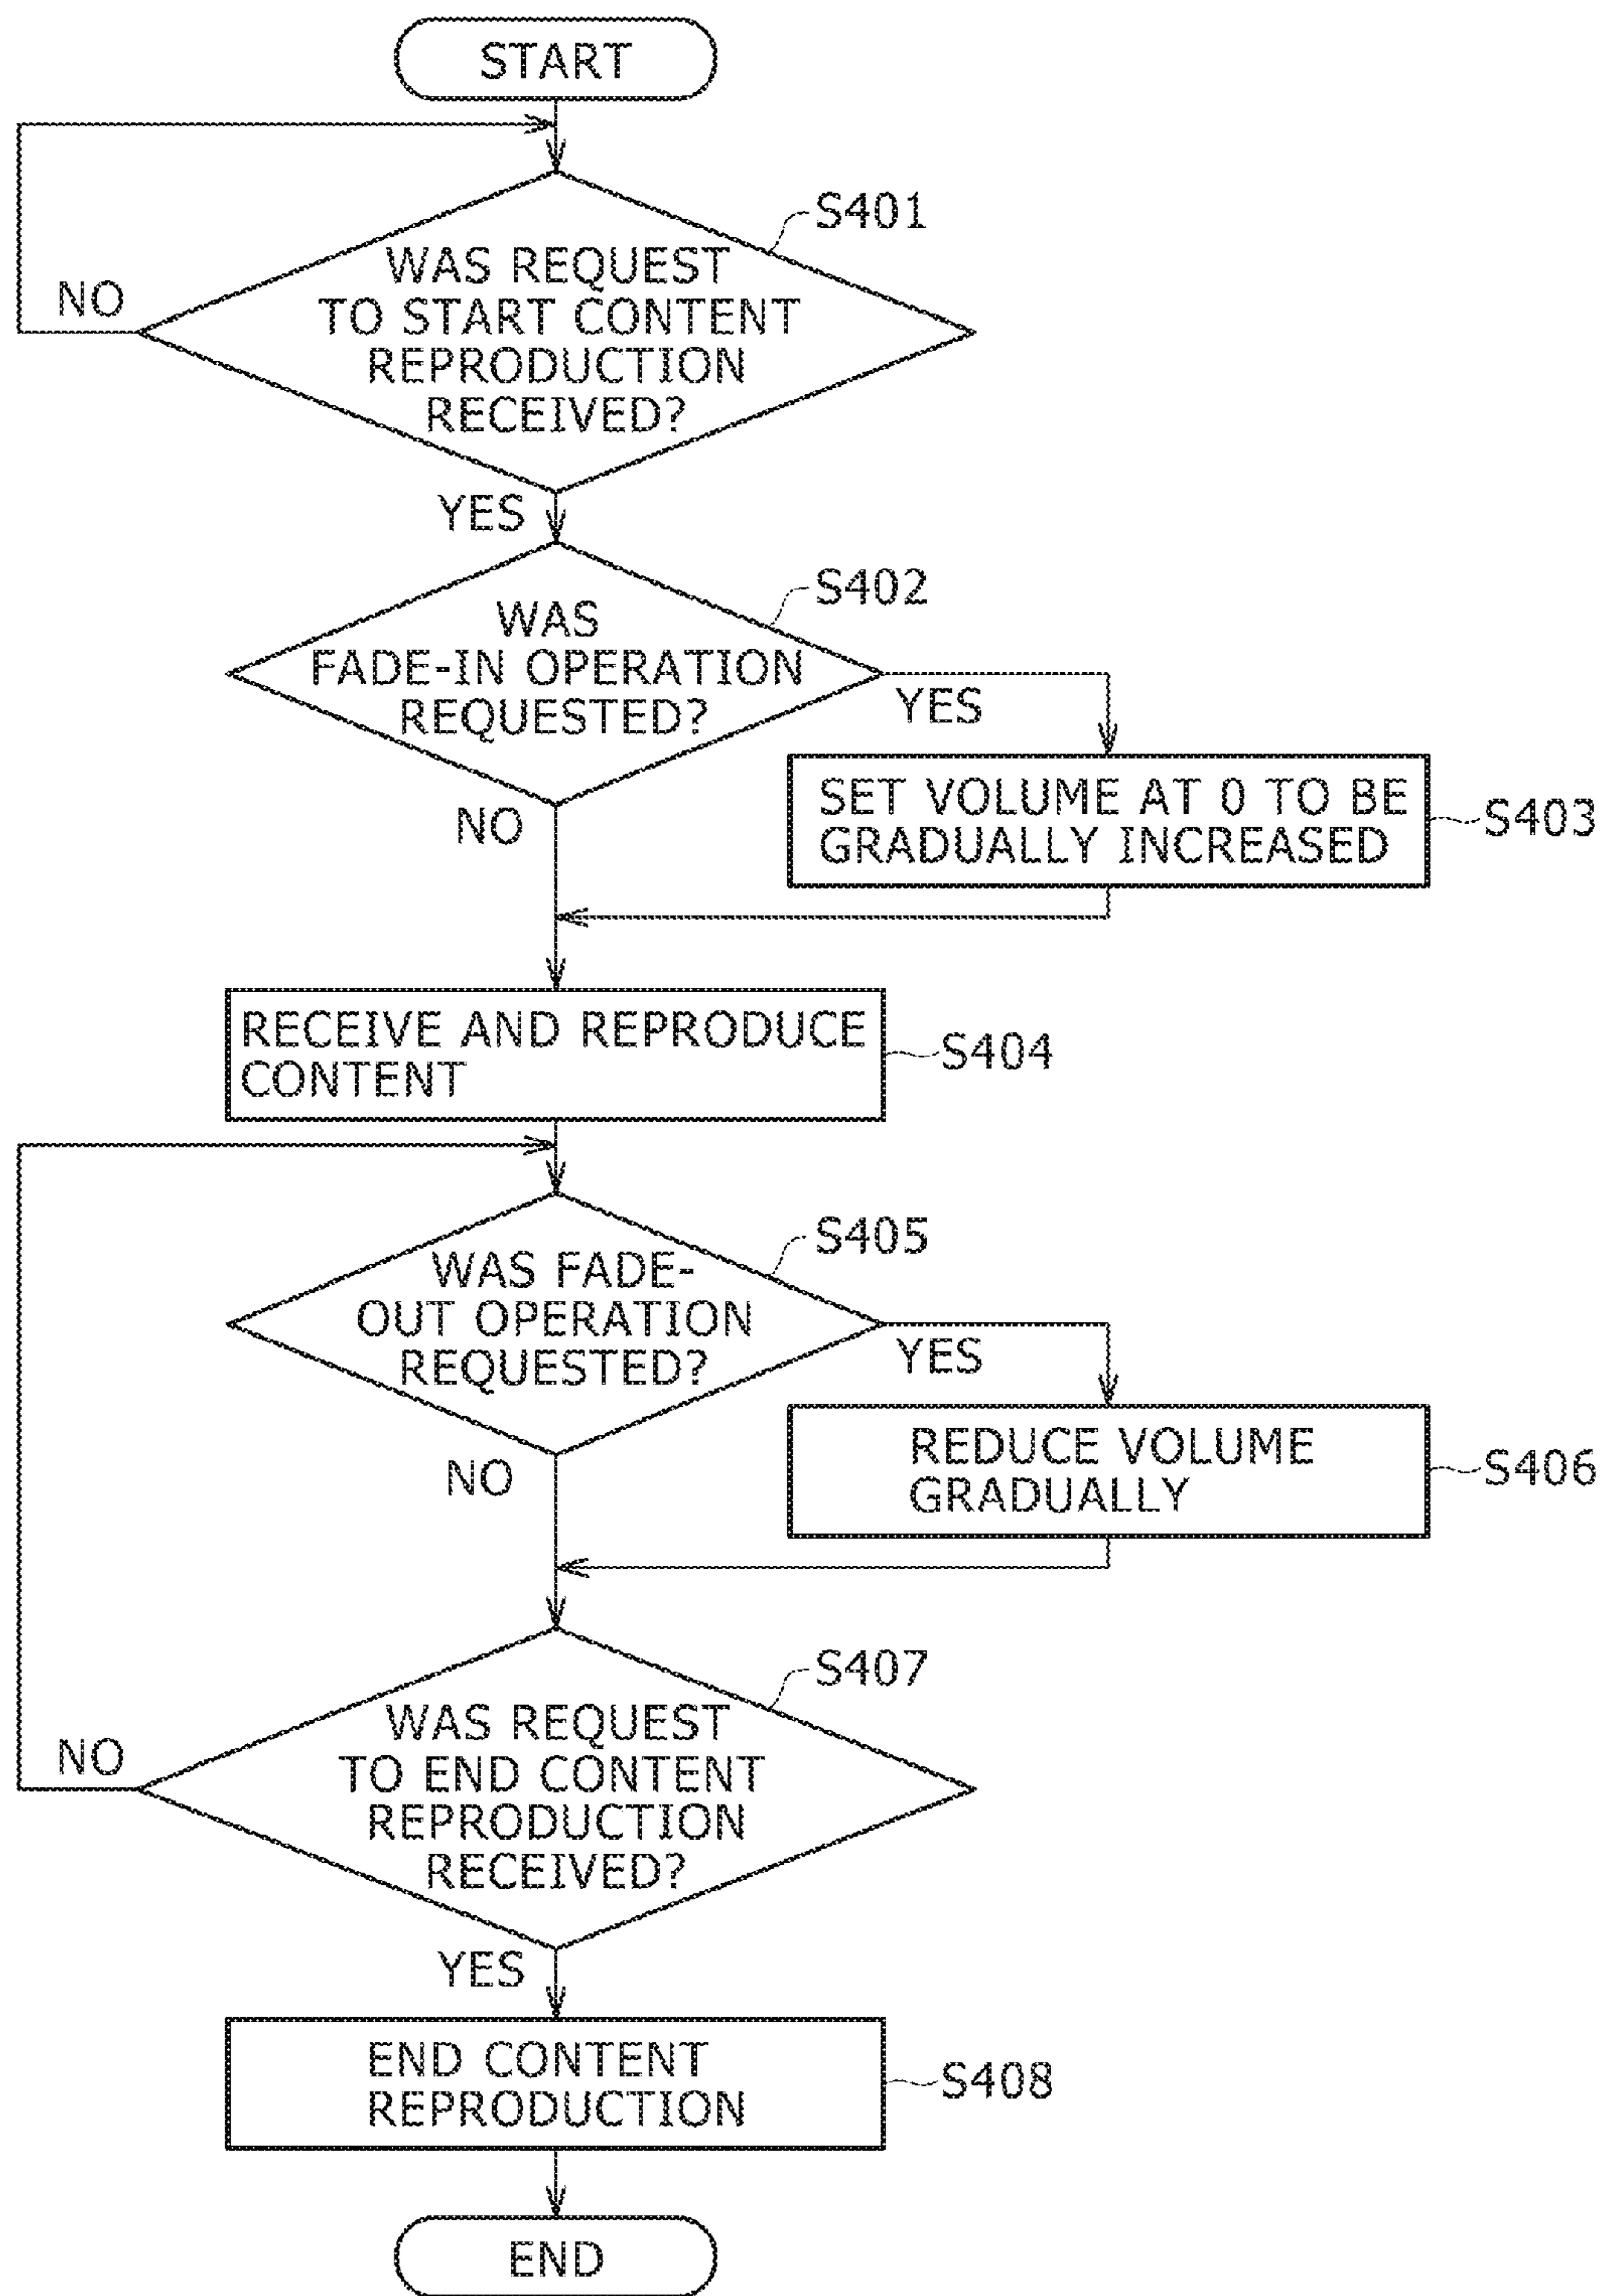 START
S401
WAS REQUEST
TO START CONTENT
REPRODUCTION
RECEIVED?
NO
YES
S402
WAS
FADE-IN OPERATION
REQUESTED?
YES
NO
SET VOLUME AT 0 TO BE
GRADUALLY INCREASED
S403
RECEIVE AND REPRODUCE
CONTENT
S404
S405
WAS FADE-
OUT OPERATION
REQUESTED?
YES
NO
REDUCE VOLUME
GRADUALLY
S406
S407
WAS REQUEST
TO END CONTENT
REPRODUCTION
RECEIVED?
NO
YES
END CONTENT
REPRODUCTION
S408
END